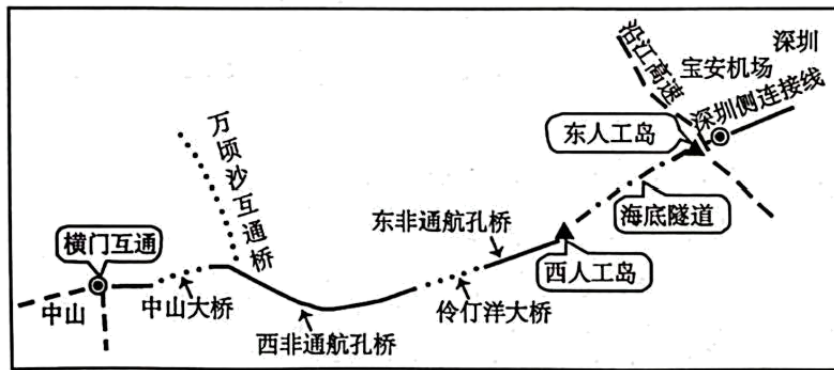 沿江高速
深圳
宝安机场
深圳侧连接线
东人工岛
万顷沙互通桥
海底隧道
东非通航孔桥
横门互通
西人工岛
中山
中山大桥
伶仃洋大桥
西非通航孔桥